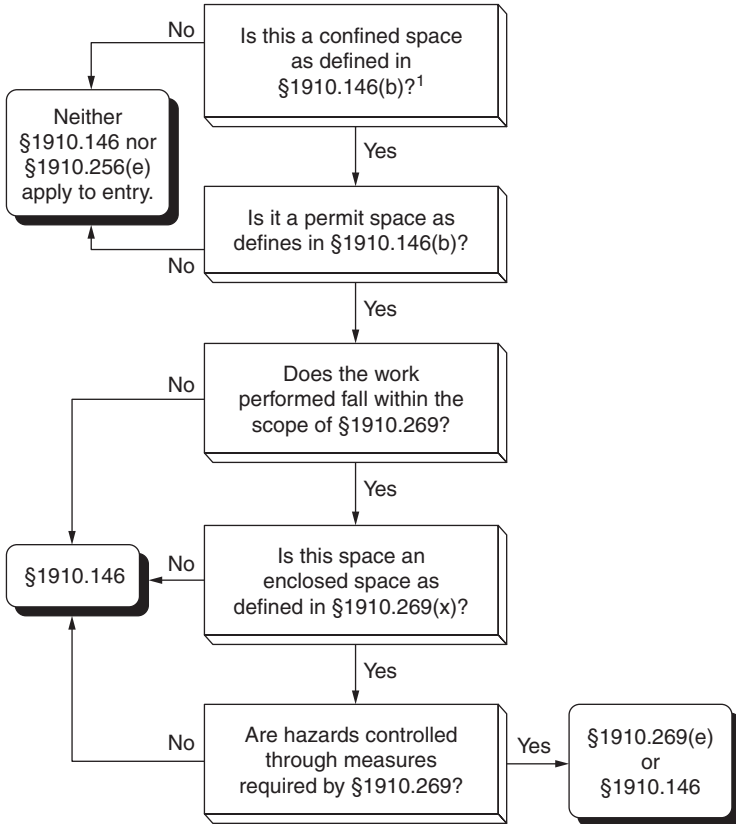 No
Is this a confined space
as defined in
§1910.146(b)?1
Neither
§1910.146 nor
§1910.256(e)
apply to entry.
Yes
Is it a permit space as
defines in §1910.146(b)?
No
Yes
Does the work
performed fall within the
scope of §1910.269?
No
Yes
§1910.146
No
Is this space an
enclosed space as
defined in §1910.269(x)?
Yes
Are hazards controlled
through measures
required by §1910.269?
No
Yes
§1910.269(e)
or
§1910.146